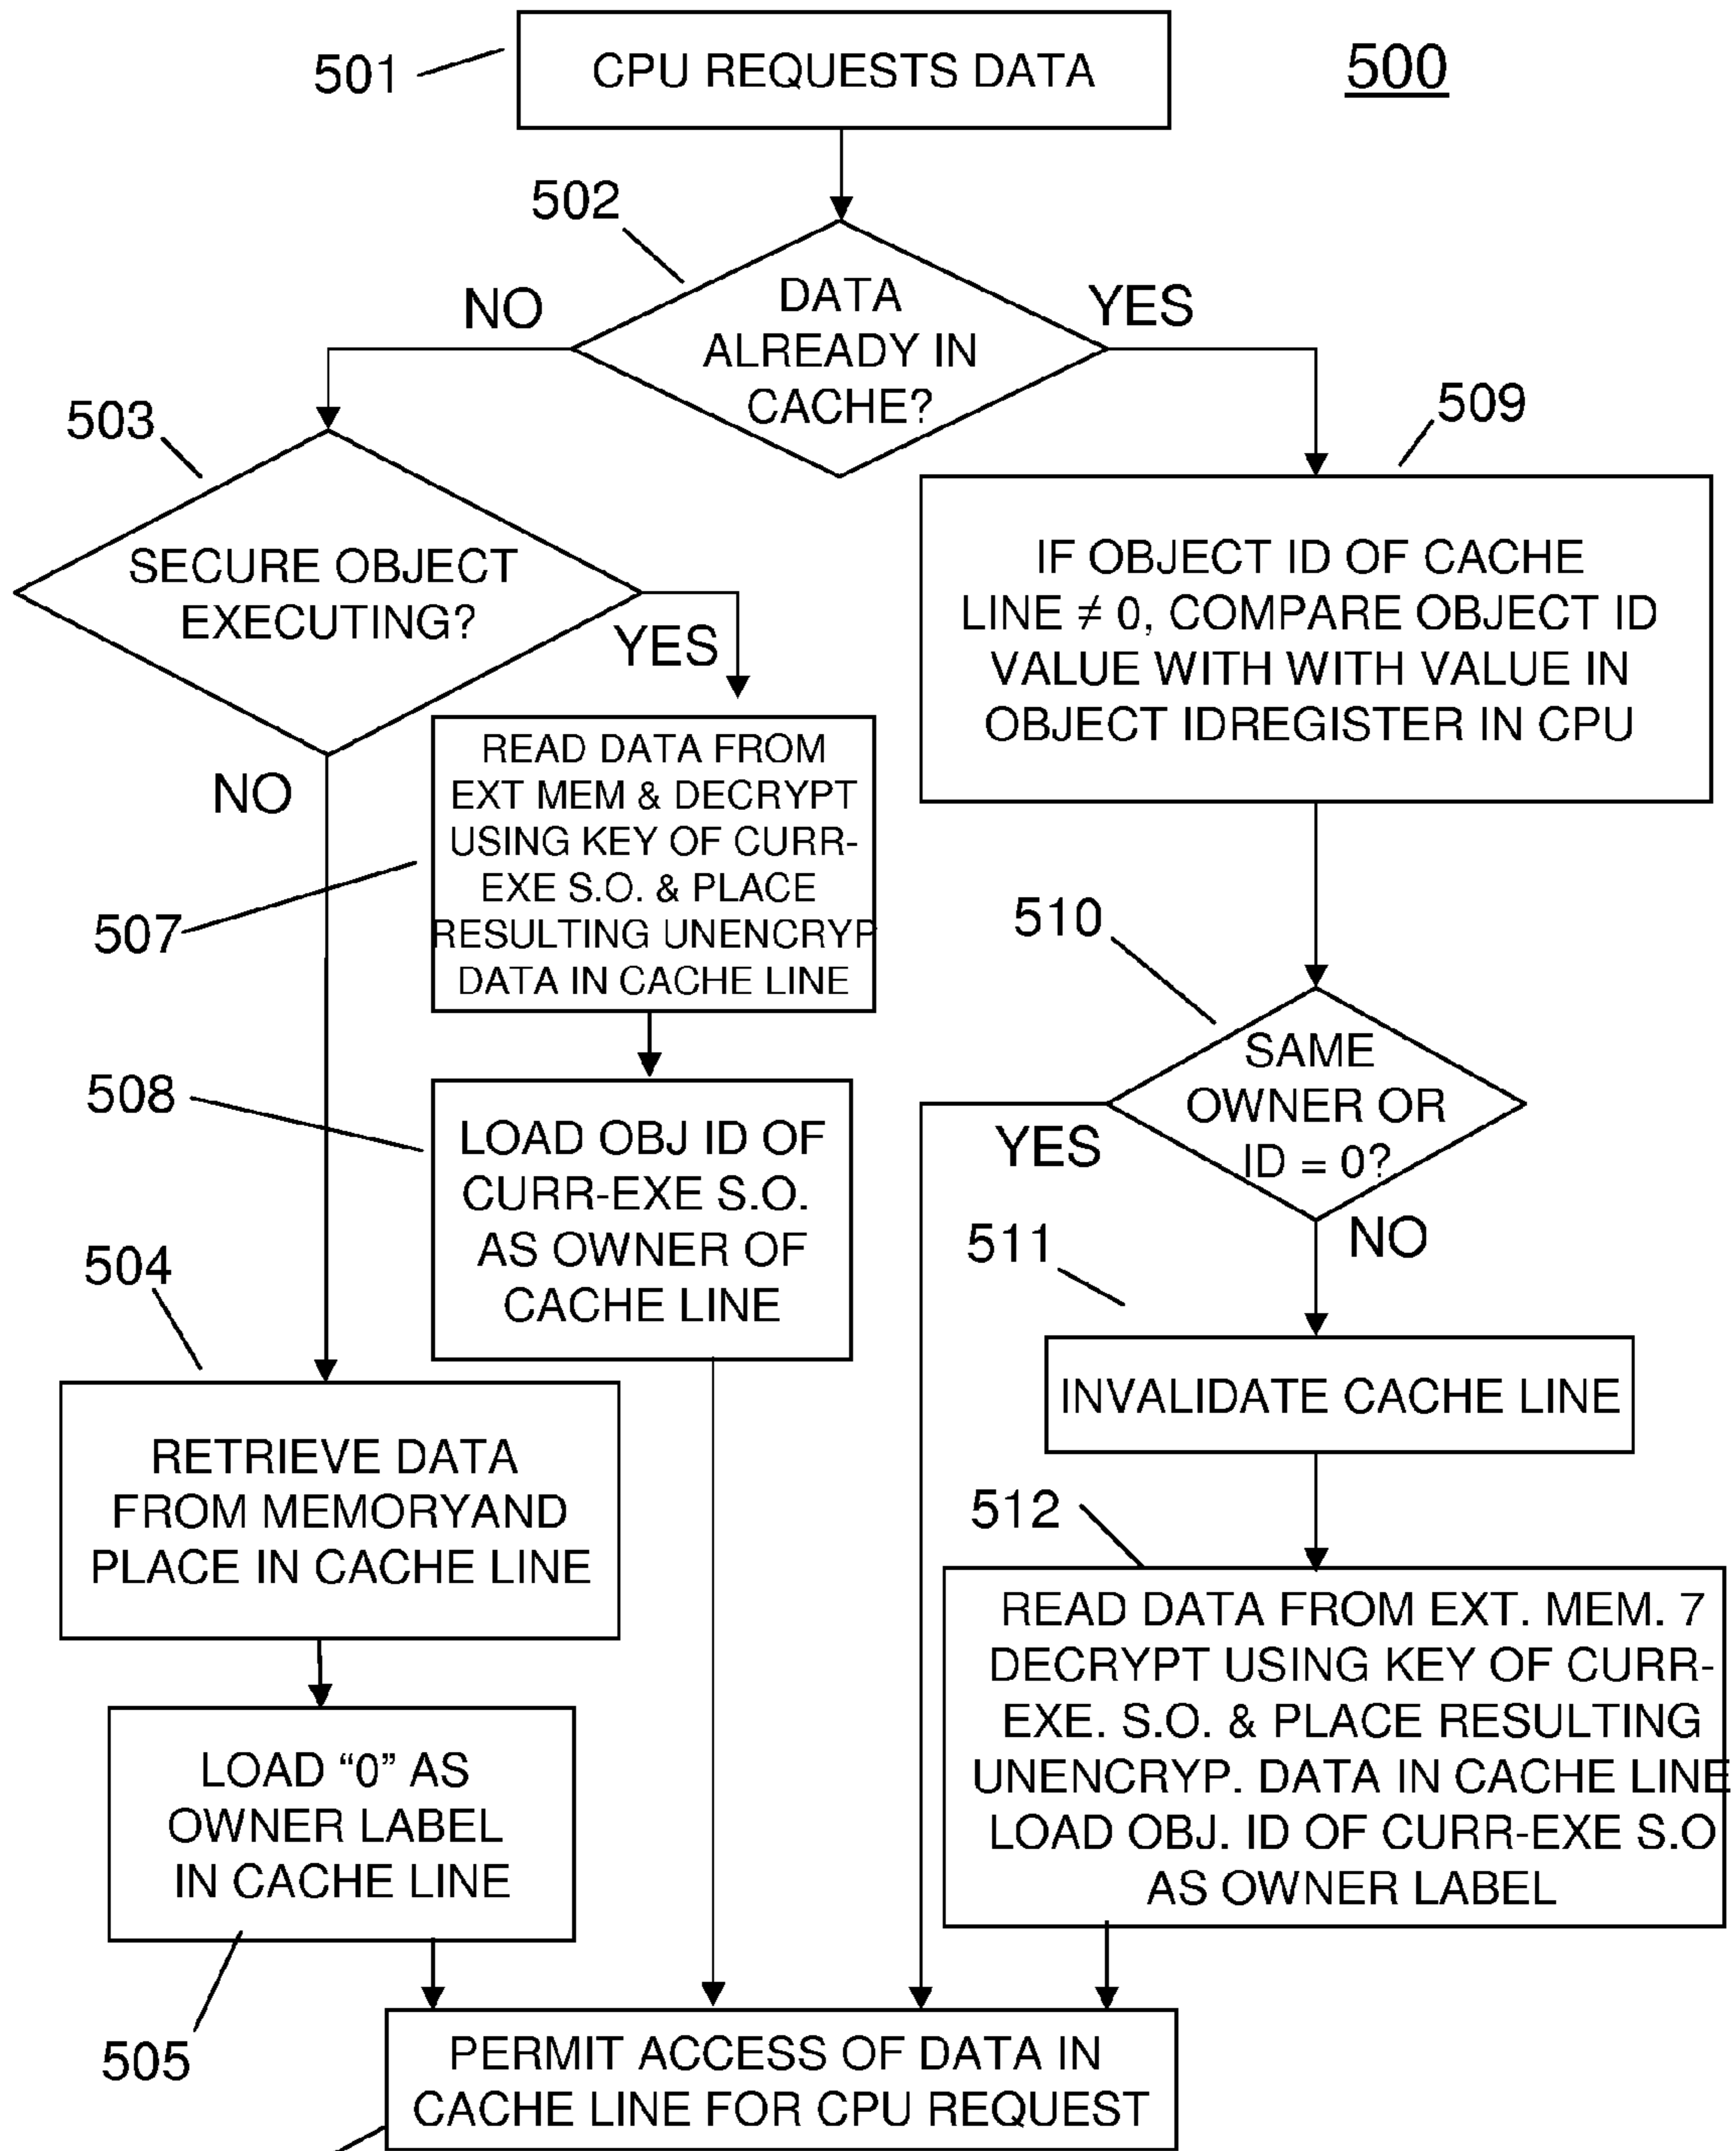 501
CPU REQUESTS DATA
500
502
DATA
ALREADY IN
CACHE?
NO
YES
503
SECURE OBJECT
EXECUTING?
YES
NO
509
IF OBJECT ID OF CACHE
LINE ≠ 0, COMPARE OBJECT ID
VALUE WITH WITH VALUE IN
OBJECT IDREGISTER IN CPU
507
READ DATA FROM
EXT MEM & DECRYPT
USING KEY OF CURR-
EXE S.O. & PLACE
RESULTING UNENCRYP
DATA IN CACHE LINE
510
SAME
OWNER OR
ID = 0?
YES
NO
508
LOAD OBJ ID OF
CURR-EXE S.O.
AS OWNER OF
CACHE LINE
511
INVALIDATE CACHE LINE
504
RETRIEVE DATA
FROM MEMORYAND
PLACE IN CACHE LINE
512
READ DATA FROM EXT. MEM. 7
DECRYPT USING KEY OF CURR-
EXE. S.O. & PLACE RESULTING
UNENCRYP. DATA IN CACHE LINE
LOAD OBJ. ID OF CURR-EXE S.O
AS OWNER LABEL
LOAD “0” AS
OWNER LABEL
IN CACHE LINE
505
PERMIT ACCESS OF DATA IN
CACHE LINE FOR CPU REQUEST